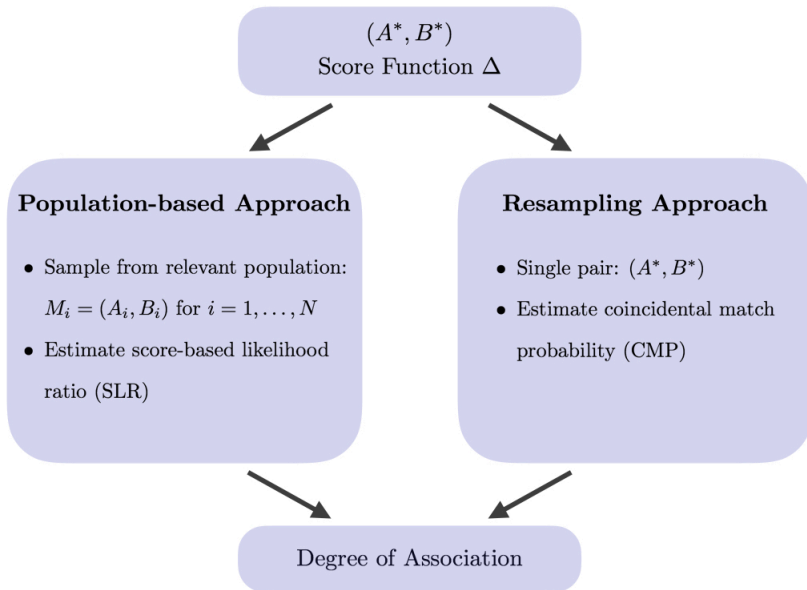 (A*, B*)
Score Function Δ
Population-based Approach
• Sample from relevant population:
M_i = (A_i, B_i) for i = 1, . . . , N
• Estimate score-based likelihood
ratio (SLR)
Resampling Approach
• Single pair: (A*, B*)
• Estimate coincidental match
probability (CMP)
Degree of Association